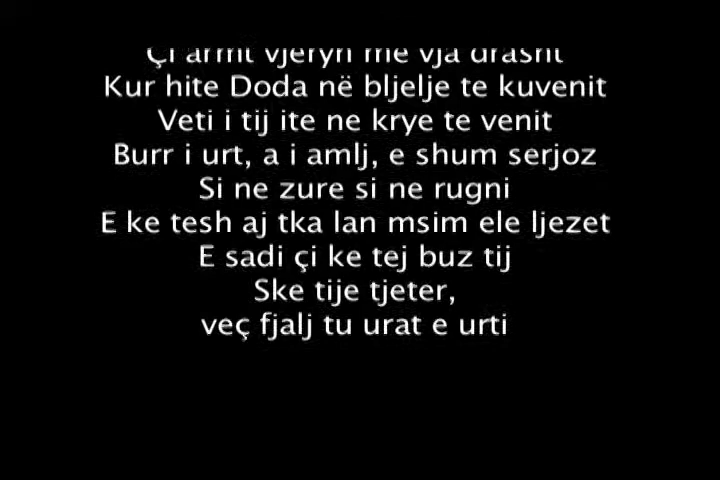 Çi armt vjeryn me vja drasht
Kur hite Doda në bljelje te kuvenit
Veti i tij ite ne krye te venit
Burr i urt, a i amlj, e shum serjoz
Si ne zure si ne rugni
E ke tesh aj tka lan msim ele ljezet
E sadi çi ke tej buz tij
Ske tije tjeter,
veç fjalj tu urat e urti